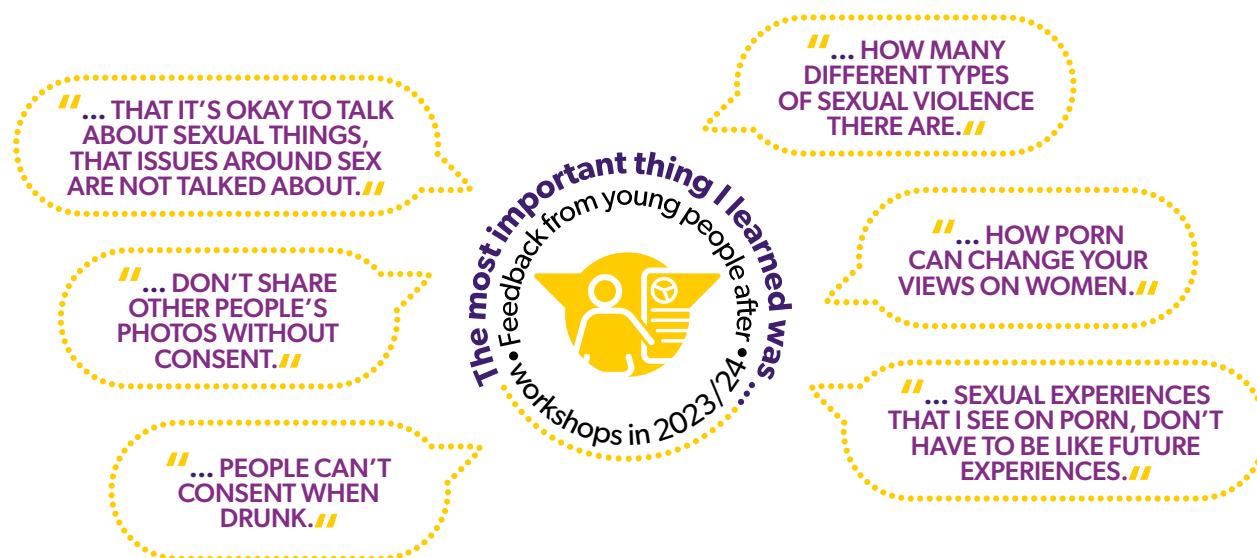 "... THAT IT'S OKAY TO TALK
ABOUT SEXUAL THINGS,
THAT ISSUES AROUND SEX
ARE NOT TALKED ABOUT."
"... DON'T SHARE
OTHER PEOPLE'S
PHOTOS WITHOUT
CONSENT."
"... PEOPLE CAN'T
CONSENT WHEN
DRUNK."
The most important thing I learned was...
• Feedback from young people after •
workshops in 2023/24
"... HOW MANY
DIFFERENT TYPES
OF SEXUAL VIOLENCE
THERE ARE."
"... HOW PORN
CAN CHANGE YOUR
VIEWS ON WOMEN."
"... SEXUAL EXPERIENCES
THAT I SEE ON PORN, DON'T
HAVE TO BE LIKE FUTURE
EXPERIENCES."